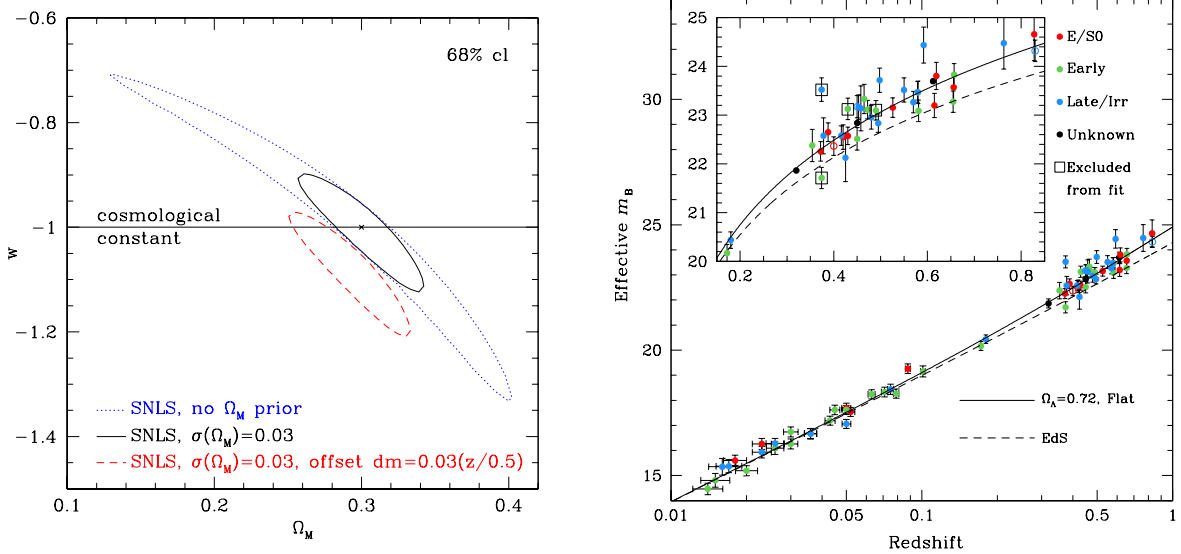 68% cl
−0.6
−0.8
−1
−1.2
−1.4
w
cosmological
constant
SNLS, no Ω_M prior
SNLS, σ(Ω_M)=0.03
SNLS, σ(Ω_M)=0.03, offset dm=0.03(z/0.5)
0.1
0.2
0.3
0.4
Ω_M
Effective m_B
30
25
20
15
25
24
23
22
21
20
0.2
0.4
0.6
0.8
E/S0
Early
Late/Irr
Unknown
Excluded
from fit
Ω_Λ=0.72, Flat
EdS
0.01
0.05
0.1
0.5
1
Redshift